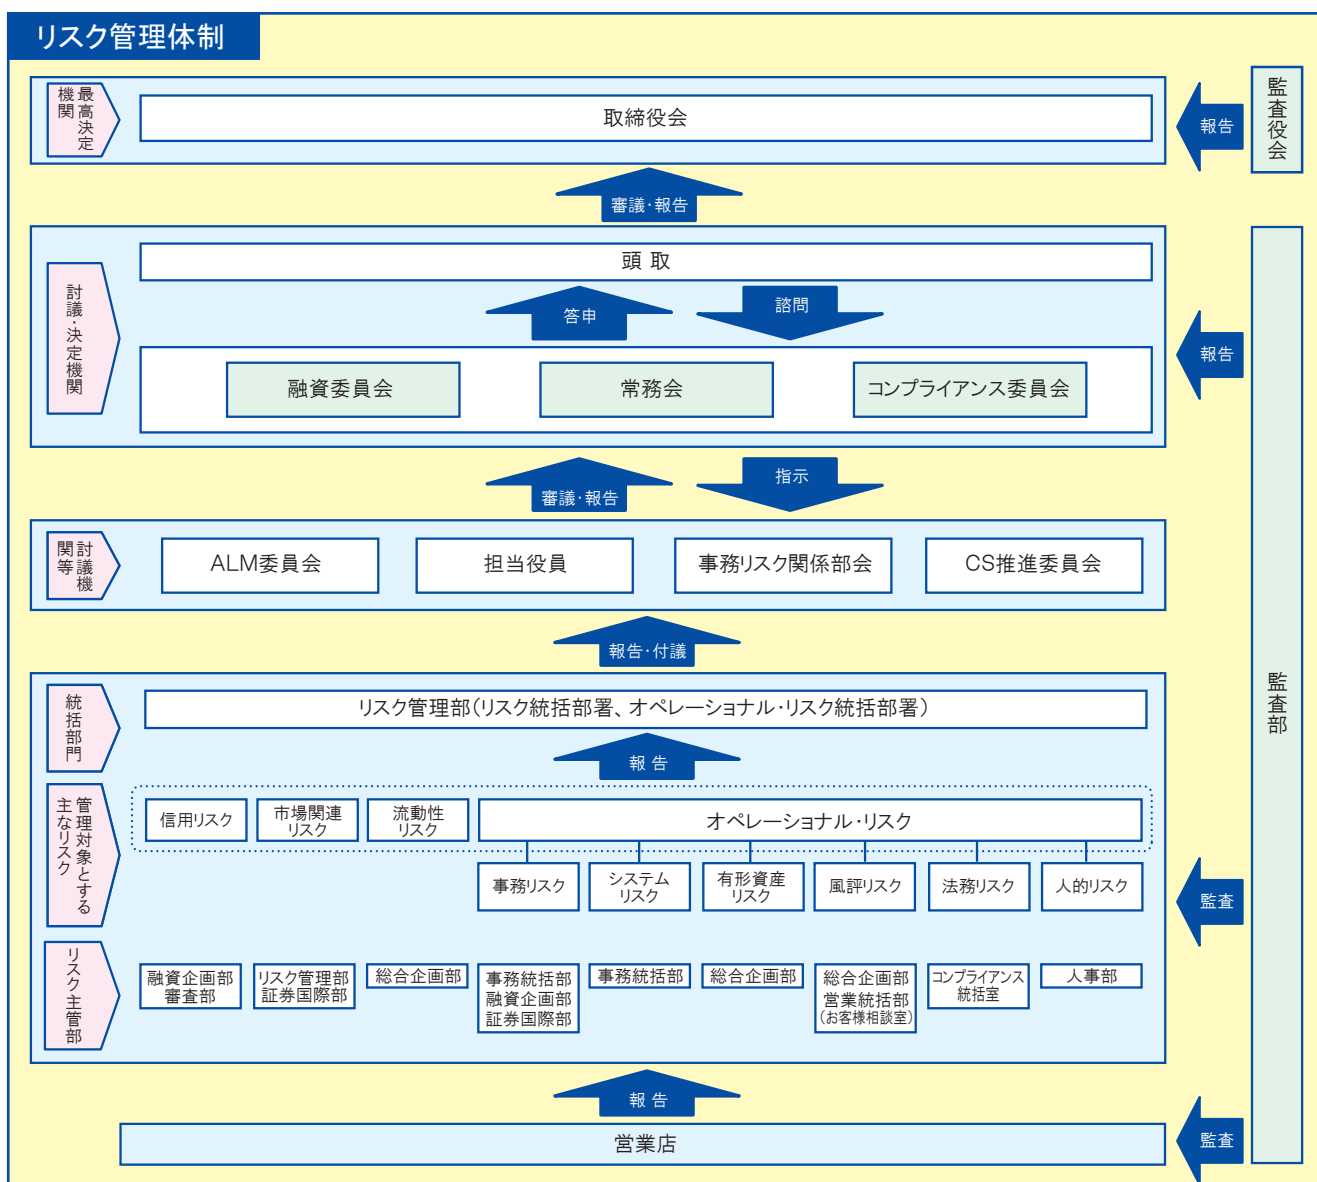 リスク管理体制
最高決定
機関
取締役会
報告
監査役会
審議・報告
討議・決定機関
頭 取
答申
諮問
融資委員会
常務会
コンプライアンス委員会
報告
審議・報告
指示
討議機
関等
ALM委員会
担当役員
事務リスク関係部会
CS推進委員会
報告・付議
統括部門
リスク管理部(リスク統括部署、オペレーショナル・リスク統括部署)
報 告
監査部
管理対象とする
主なリスク
信用リスク
市場関連
リスク
流動性
リスク
オペレーショナル・リスク
事務リスク
システム
リスク
有形資産
リスク
風評リスク
法務リスク
人的リスク
監査
リスク主管部
融資企画部
審査部
リスク管理部
証券国際部
総合企画部
事務統括部
融資企画部
証券国際部
事務統括部
総合企画部
総合企画部
営業統括部
(お客様相談室)
コンプライアンス
統括室
人事部
報 告
営業店
監査